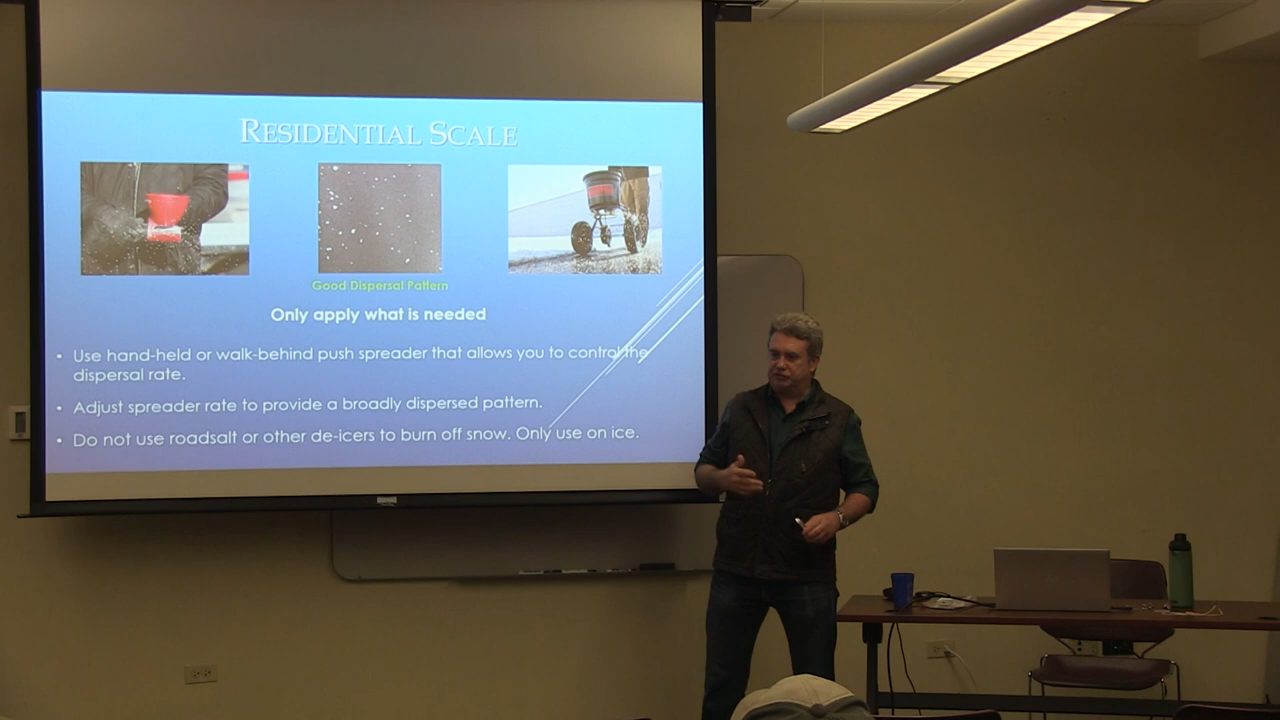 RESIDENTIAL SCALE
Good Dispersal Pattern
Only apply what is needed
• Use hand-held or walk-behind push spreader that allows you to control the
dispersal rate.
• Adjust spreader rate to provide a broadly dispersed pattern.
• Do not use roadsalt or other de-icers to burn off snow. Only use on ice.